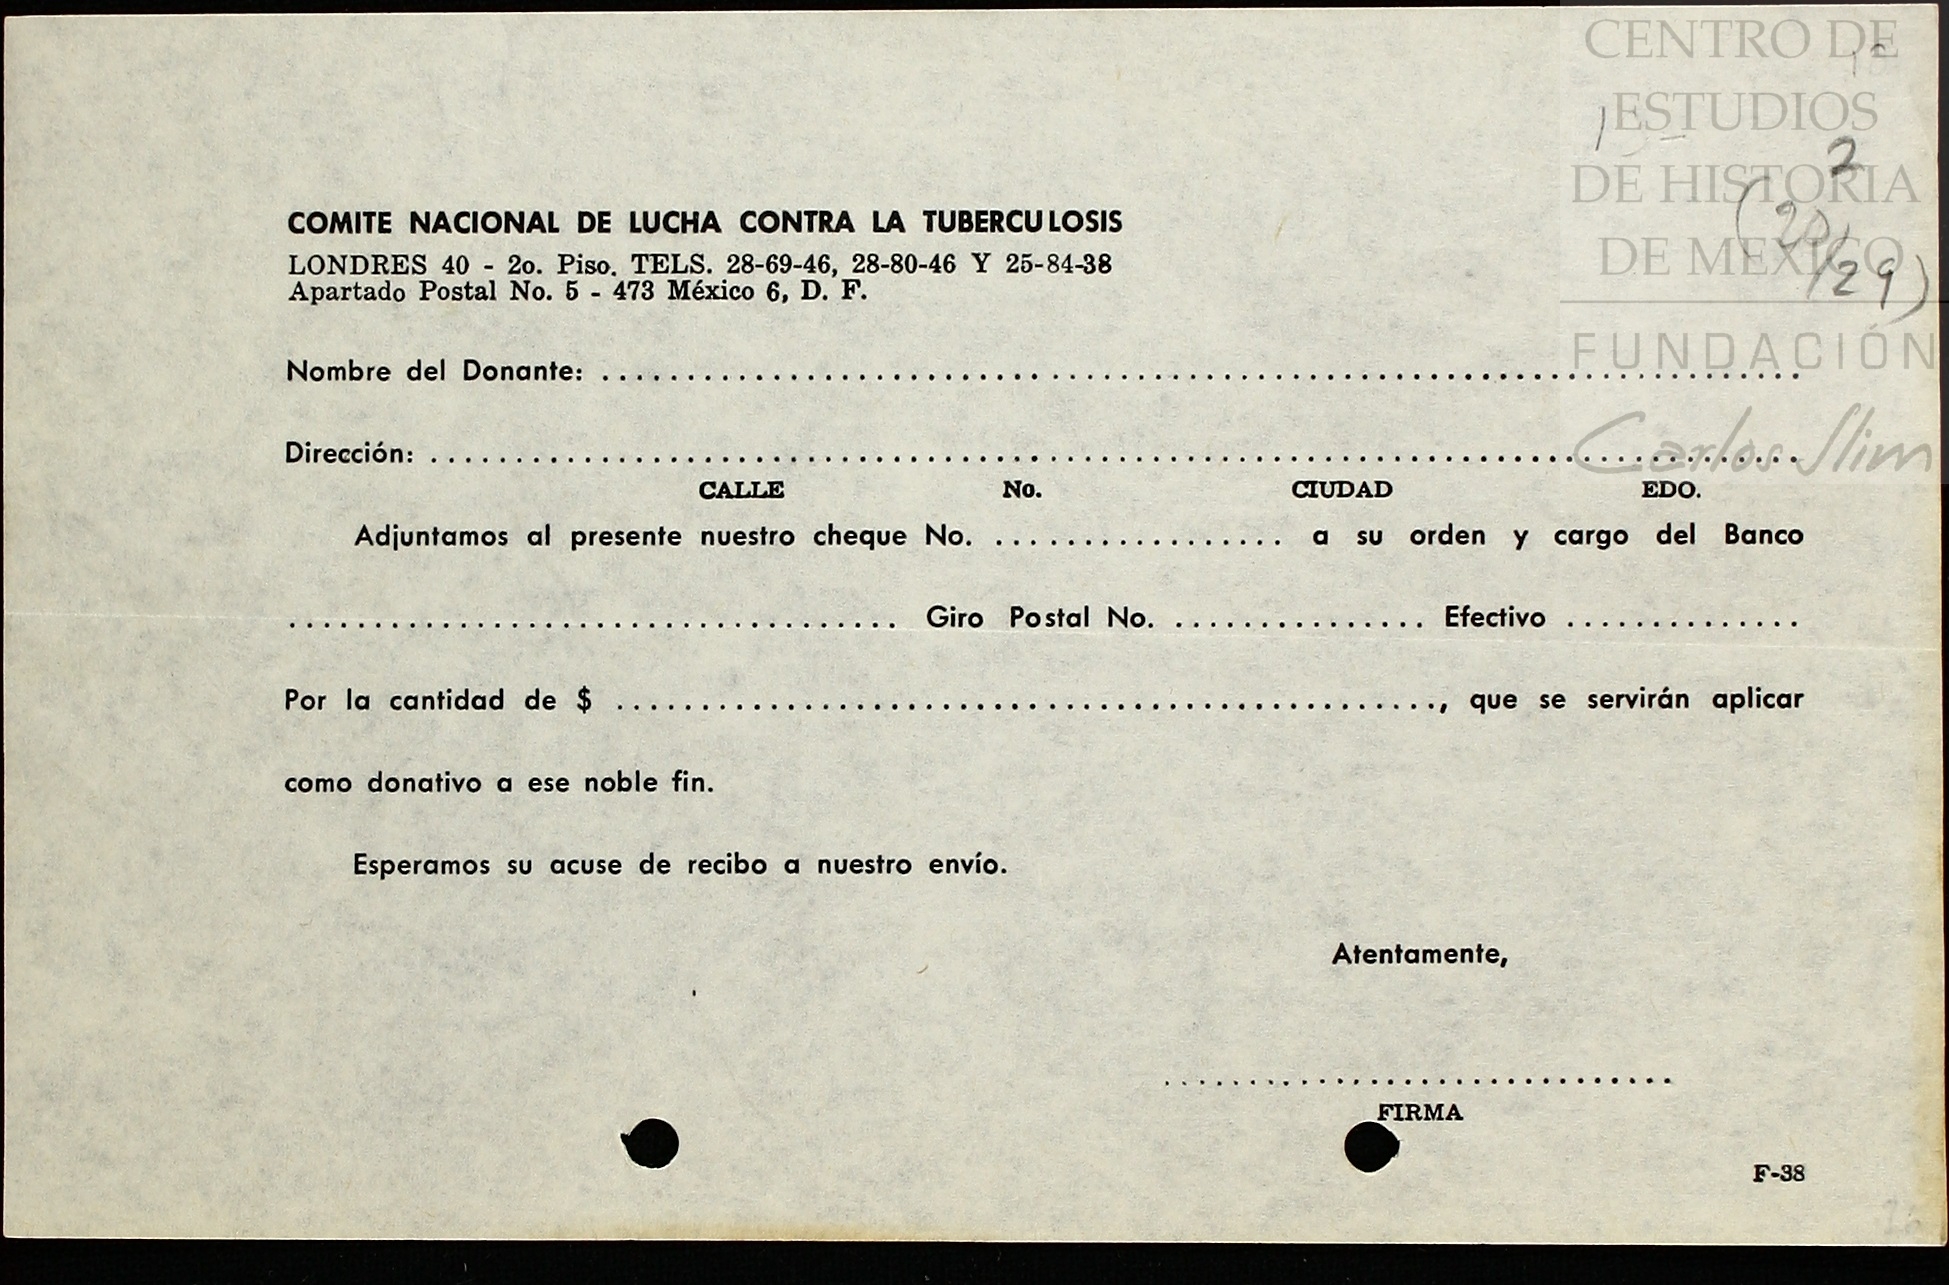 CENTRO DE
ESTUDIOS
DE HISTORIA
DE MEXICO
FUNDACIÓN
Carlos Slim
2
/29)
COMITE NACIONAL DE LUCHA CONTRA LA TUBERCULOSIS
LONDRES 40 - 2o. Piso. TELS. 28-69-46, 28-80-46 Y 25-84-38
Apartado Postal No. 5 - 473 México 6, D. F.
Nombre del Donante: ..........................................................................
Dirección: ..........................................................................
CALLE No. CIUDAD EDO.
Adjuntamos al presente nuestro cheque No. ................. a su orden y cargo del Banco
.................................... Giro Postal No. ............... Efectivo ..............
Por la cantidad de $ ................................................, que se servirán aplicar
como donativo a ese noble fin.
Esperamos su acuse de recibo a nuestro envío.
Atentamente,
..............................
FIRMA
F-38